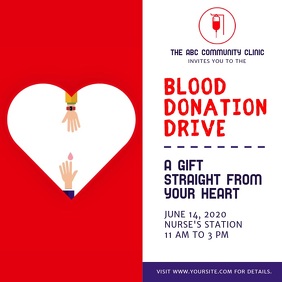 THE ABC COMMUNITY CLINIC
INVITES YOU TO THE
BLOOD
DONATION
DRIVE
A GIFT
STRAIGHT FROM
YOUR HEART
JUNE 14, 2020
NURSE'S STATION
11 AM TO 3 PM
VISIT WWW.YOURSITE.COM FOR DETAILS.